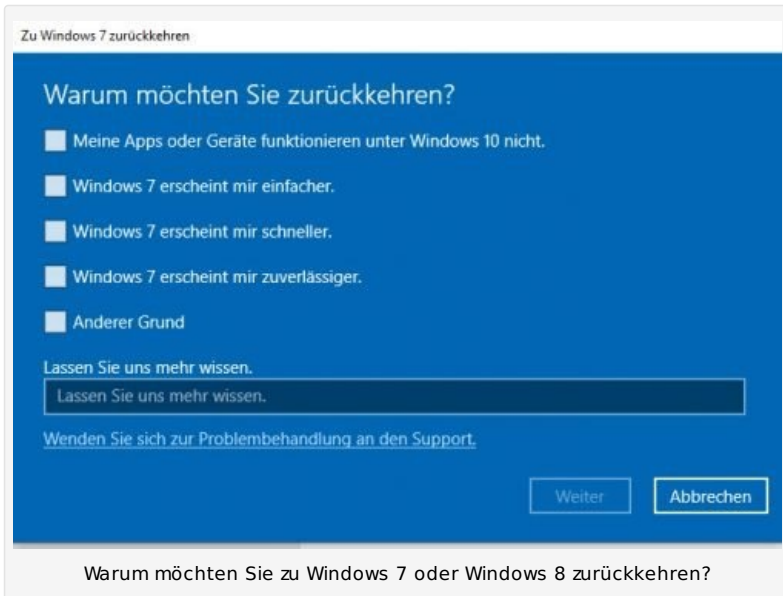 Zu Windows 7 zurückkehren
Warum möchten Sie zurückkehren?
Meine Apps oder Geräte funktionieren unter Windows 10 nicht.
Windows 7 erscheint mir einfacher.
Windows 7 erscheint mir schneller.
Windows 7 erscheint mir zuverlässiger.
Anderer Grund
Lassen Sie uns mehr wissen.
Lassen Sie uns mehr wissen.
Wenden Sie sich zur Problembehandlung an den Support.
Weiter Abbrechen
Warum möchten Sie zu Windows 7 oder Windows 8 zurückkehren?